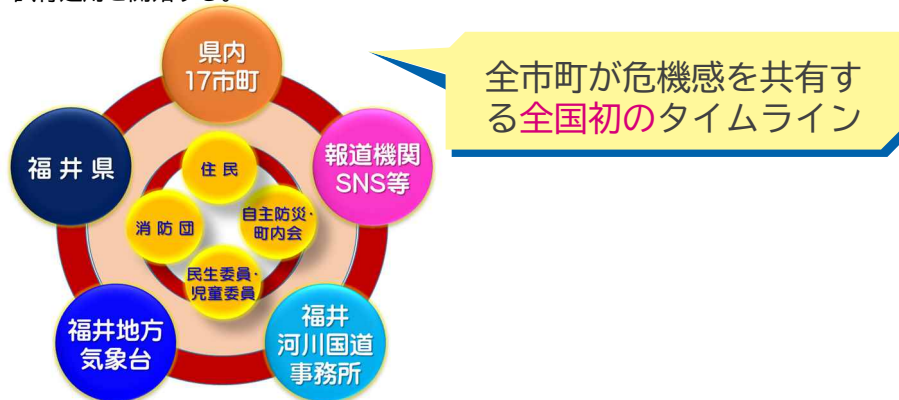 県内
17市町
全市町が危機感を共有す
る全国初のタイムライン
福井県
報道機関
SNS等
住民
消防団
自主防災・
町内会
民生委員・
児童委員
福井地方
気象台
福井
河川国道
事務所